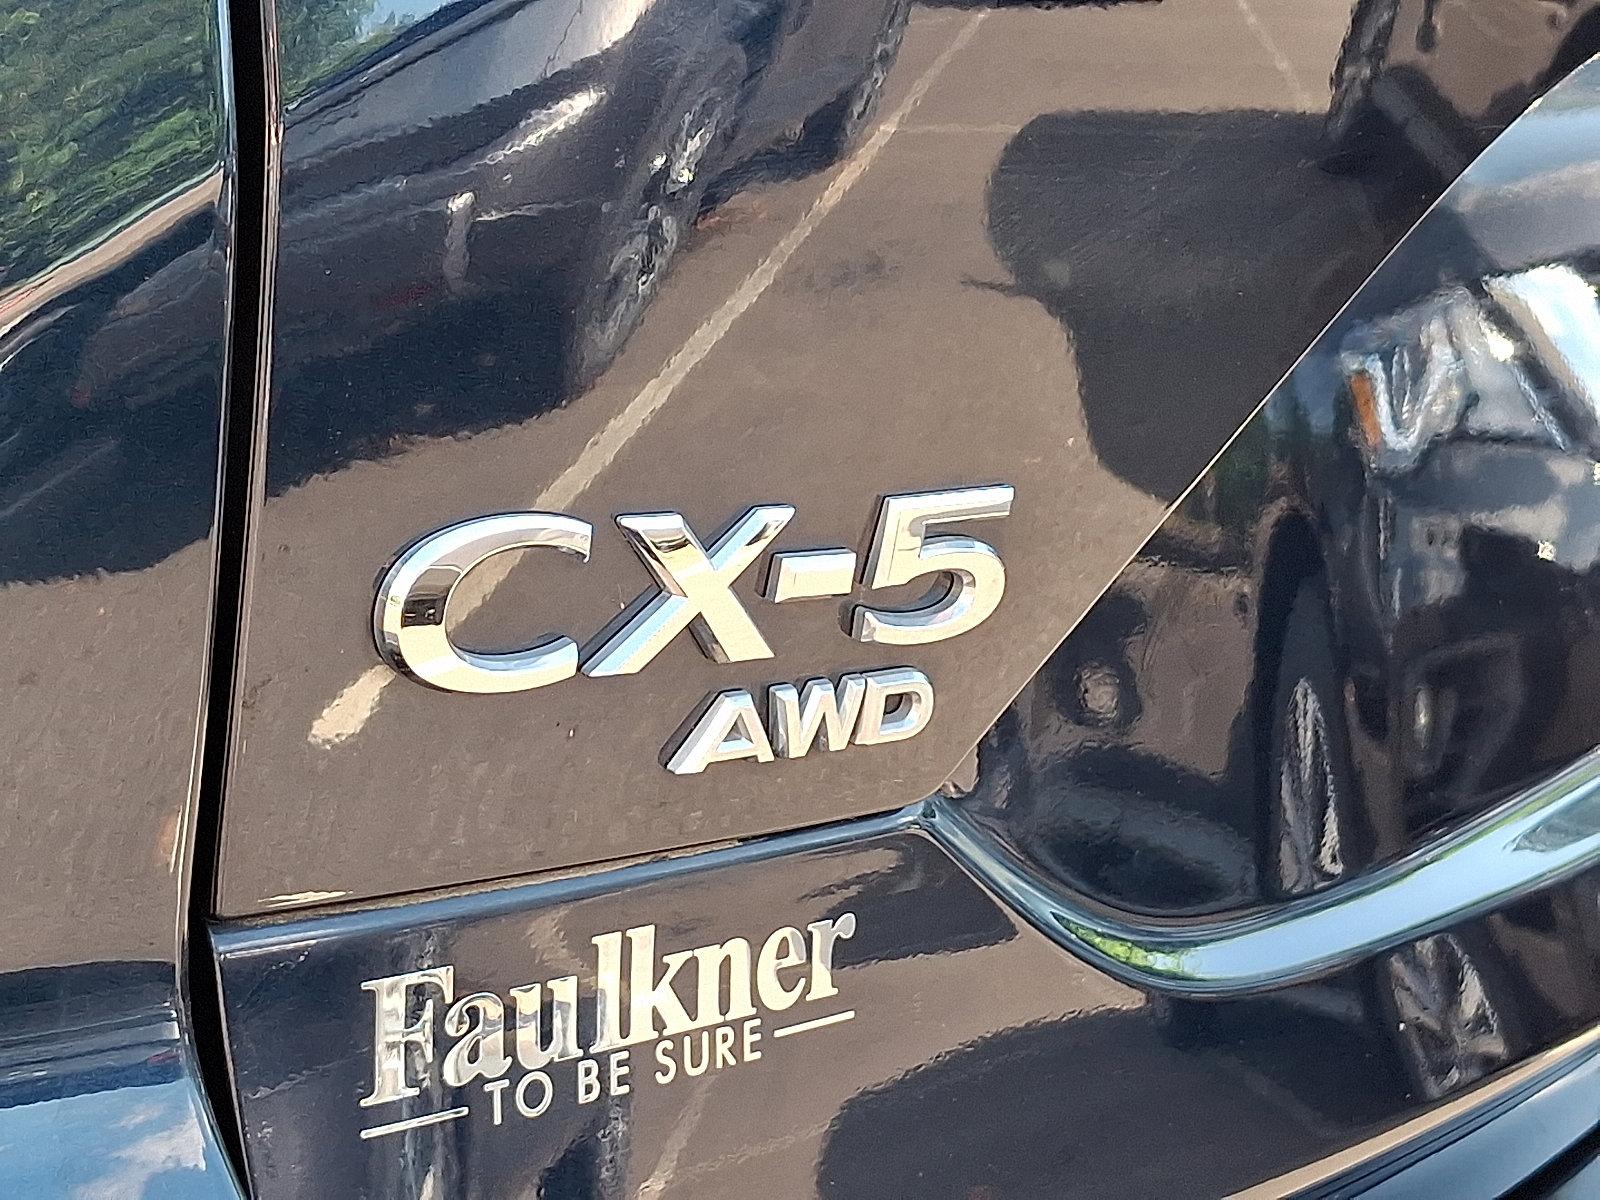 CX-5
AWD
Faulkner
TO BE SURE